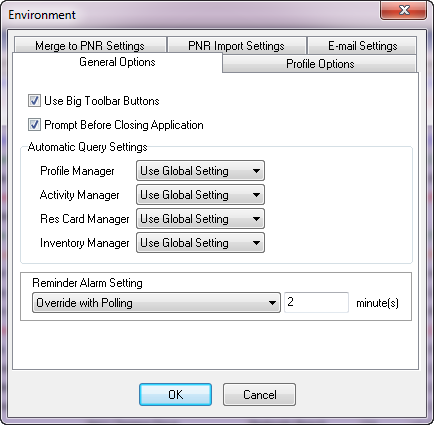 Environment
Merge to PNR Settings PNR Import Settings E-mail Settings
General Options Profile Options
Use Big Toolbar Buttons
Prompt Before Closing Application
Automatic Query Settings
Profile Manager Use Global Setting
Activity Manager Use Global Setting
Res Card Manager Use Global Setting
Inventory Manager Use Global Setting
Reminder Alarm Setting
Override with Polling 2 minute(s)
OK Cancel